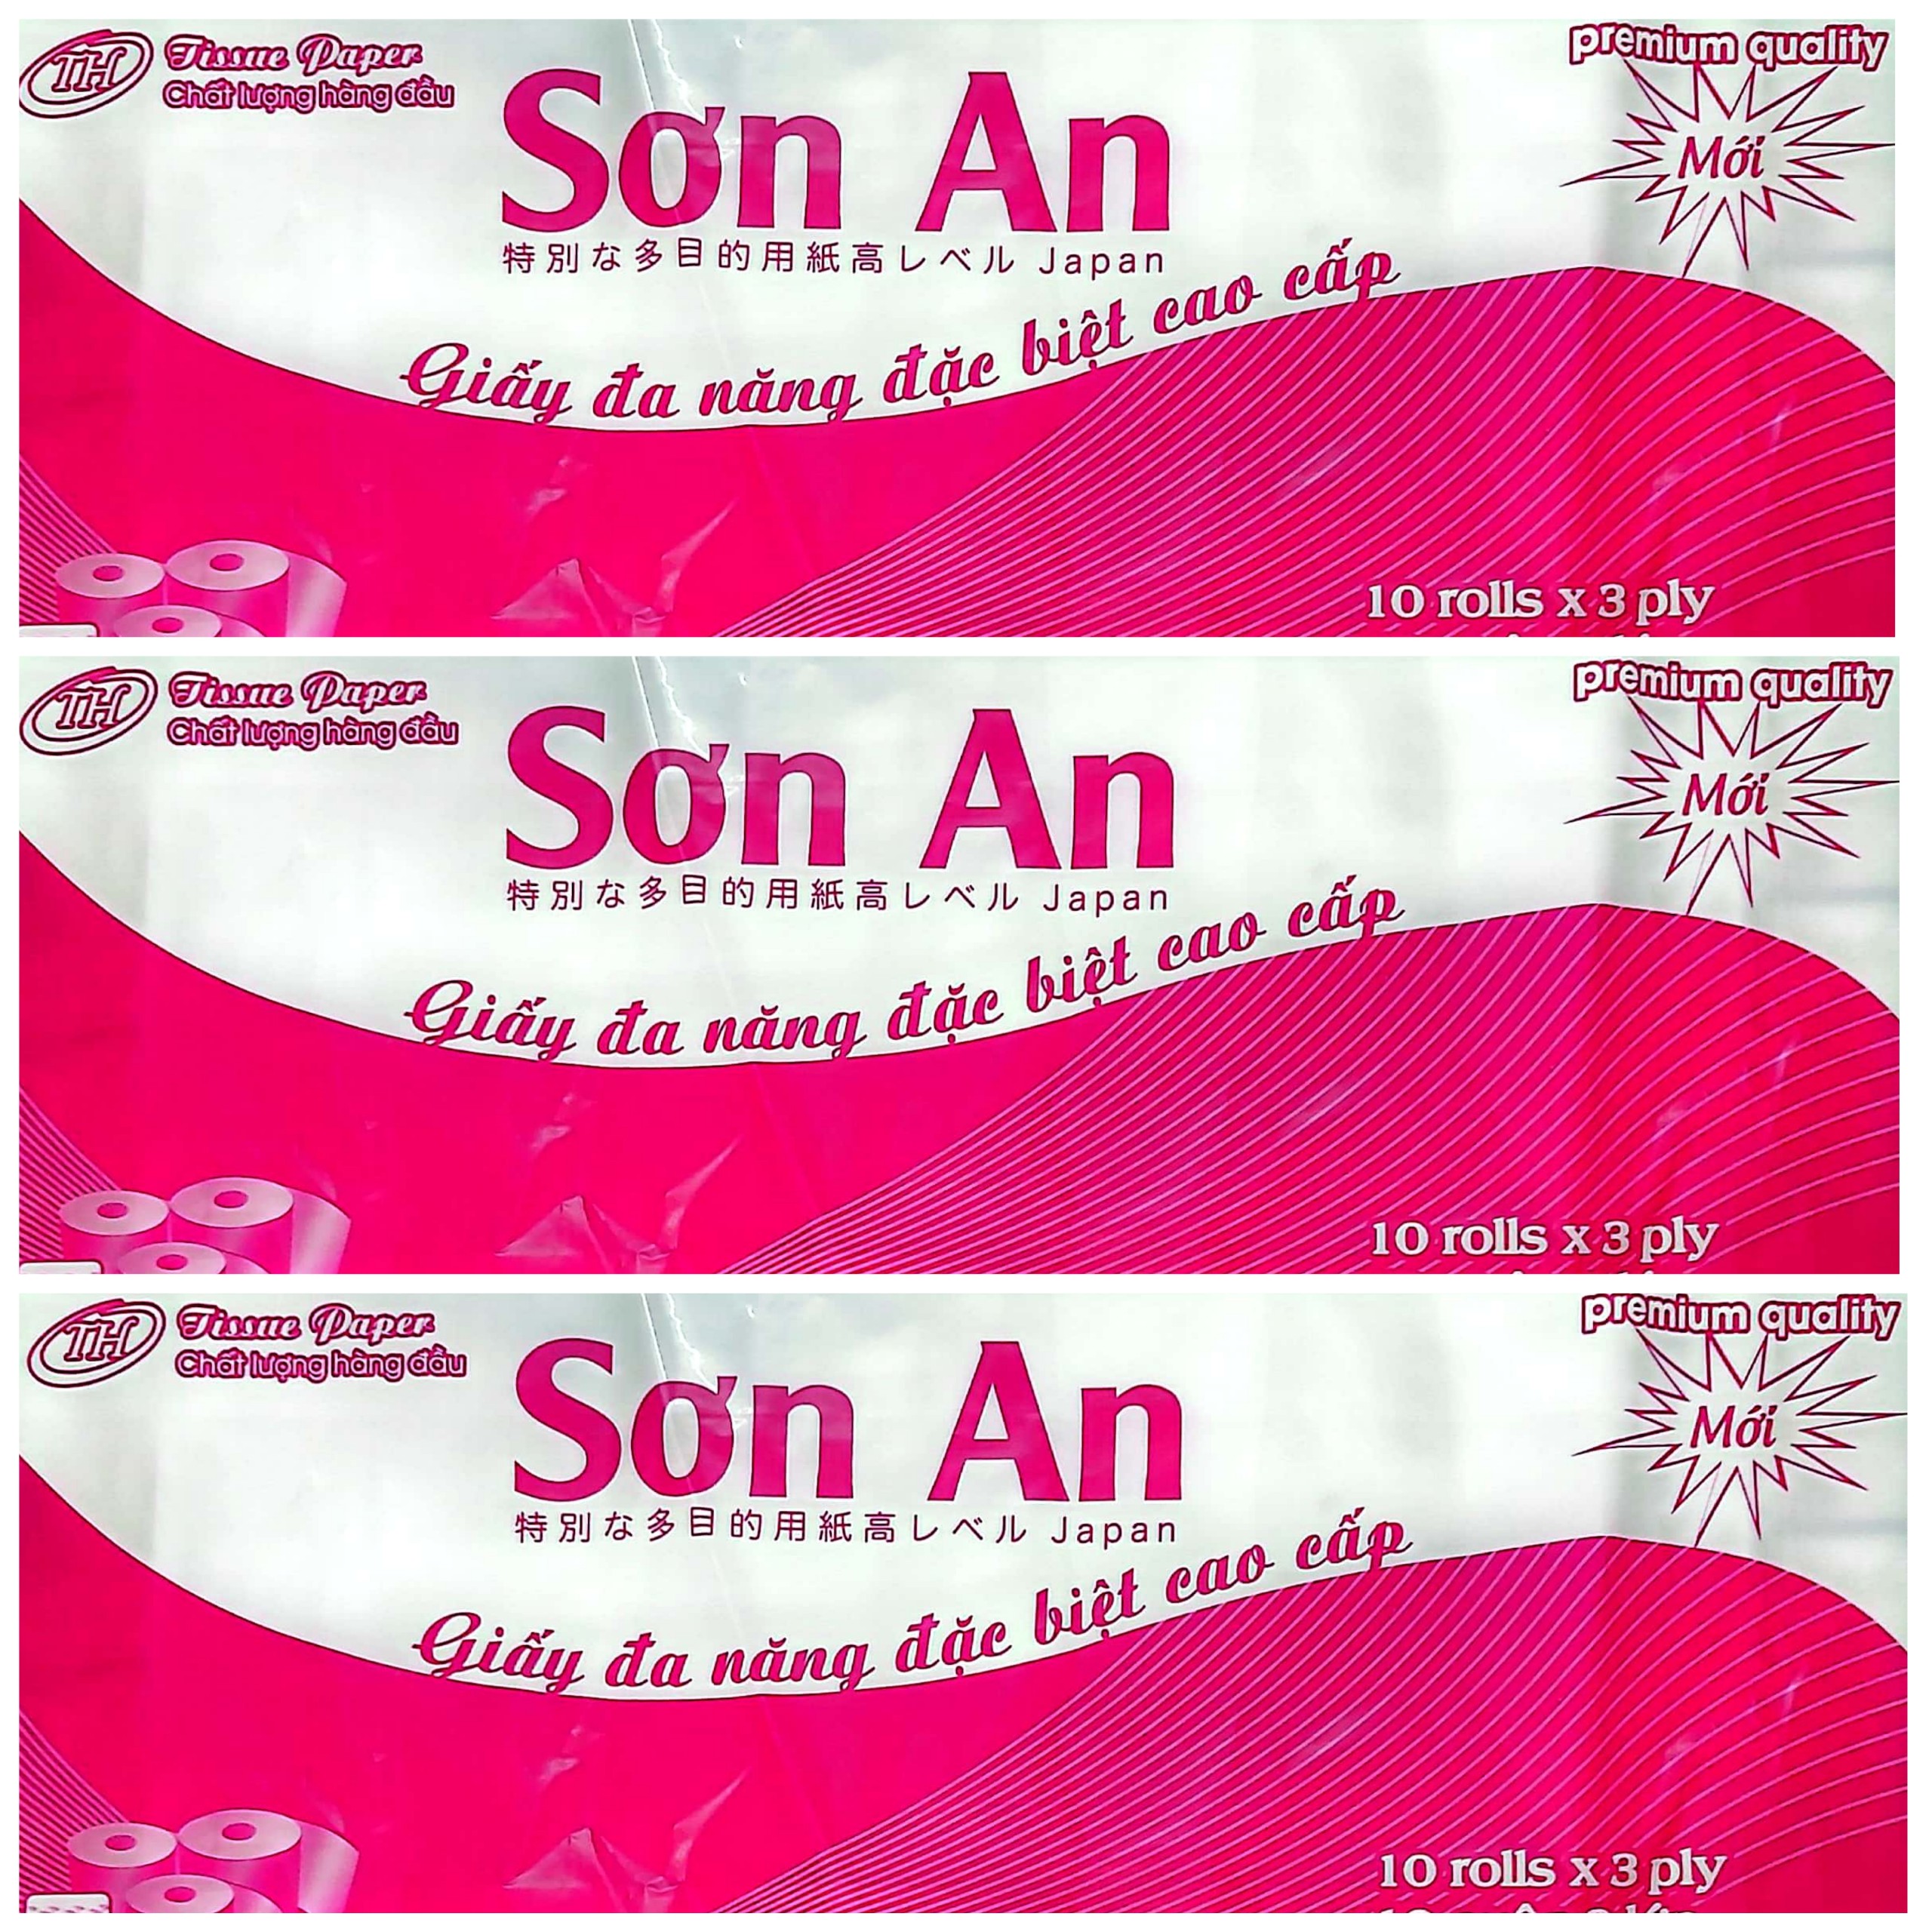 TH
Tissue Paper
Chất lượng hàng đầu
premium quality
Mới
Sơn An
特別な多目的用紙高レベル Japan
Giấy đa năng đặc biệt cao cấp
10 rolls x 3 ply
TH
Tissue Paper
Chất lượng hàng đầu
premium quality
Mới
Sơn An
特別な多目的用紙高レベル Japan
Giấy đa năng đặc biệt cao cấp
10 rolls x 3 ply
TH
Tissue Paper
Chất lượng hàng đầu
premium quality
Mới
Sơn An
特別な多目的用紙高レベル Japan
Giấy đa năng đặc biệt cao cấp
10 rolls x 3 ply